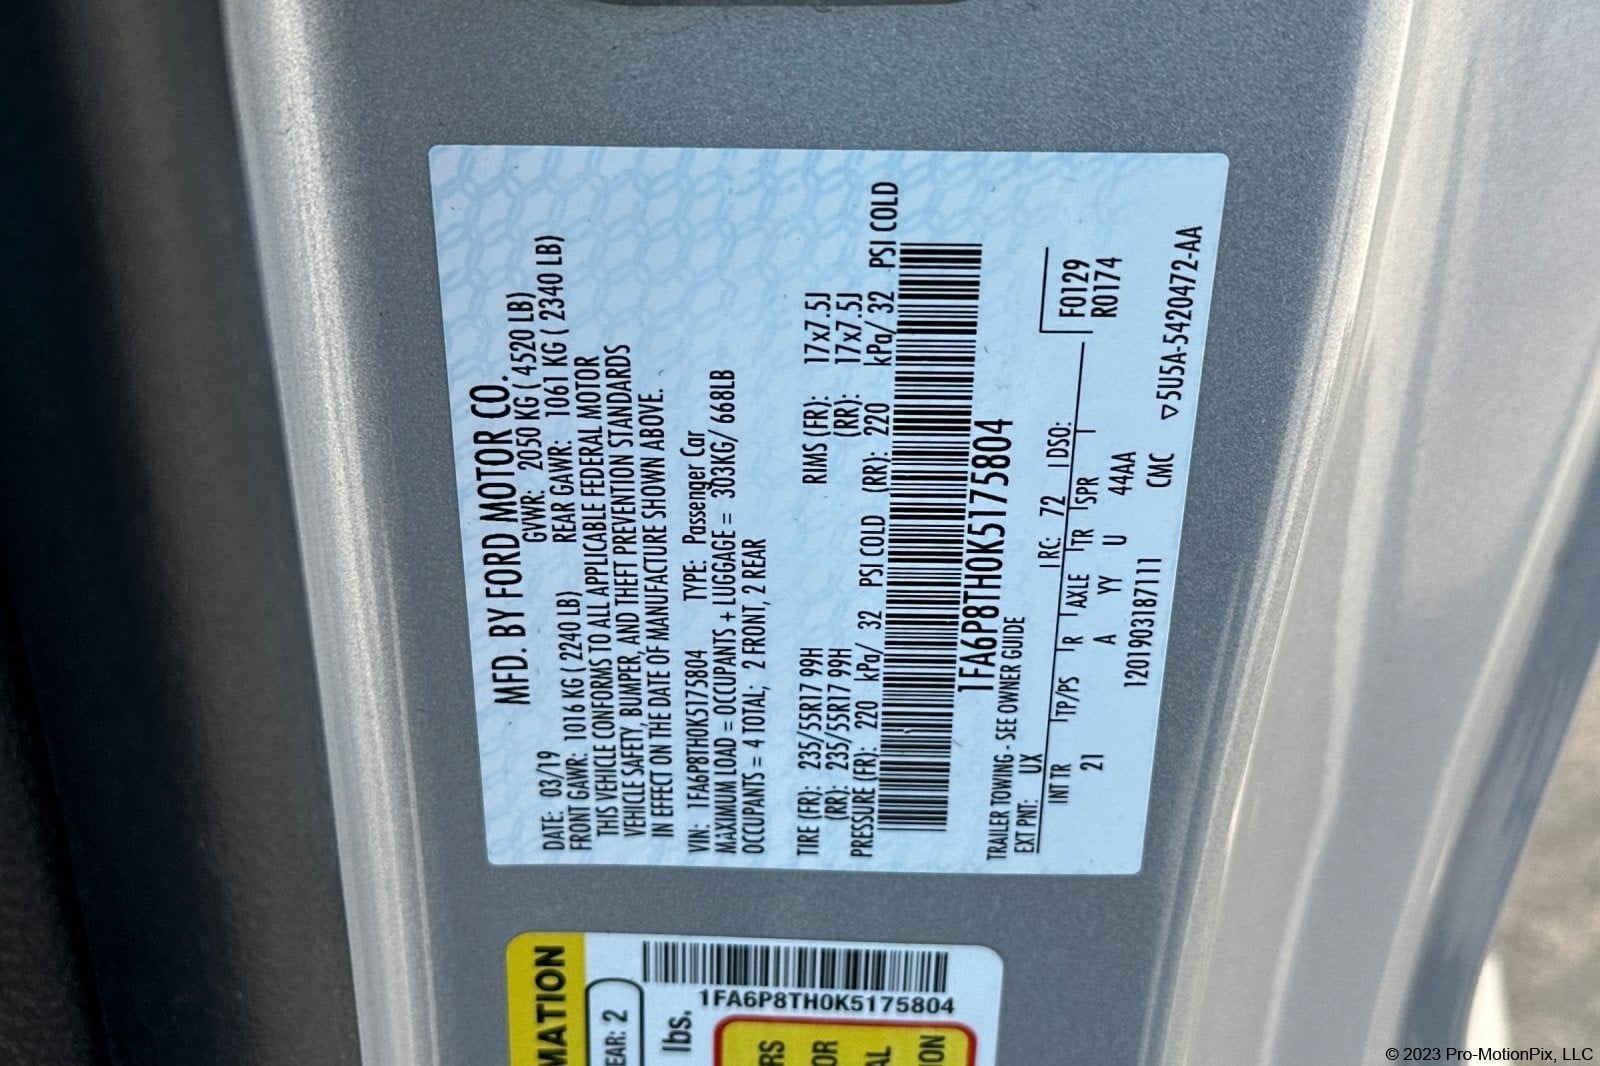 MFD. BY FORD MOTOR CO.
DATE: 03/19 GVWR: 2050 KG ( 4520 LB)
FRONT GAWR: 1016 KG ( 2240 LB) REAR GAWR: 1061 KG ( 2340 LB)
THIS VEHICLE CONFORMS TO ALL APPLICABLE FEDERAL MOTOR
VEHICLE SAFETY, BUMPER, AND THEFT PREVENTION STANDARDS
IN EFFECT ON THE DATE OF MANUFACTURE SHOWN ABOVE.
VIN: 1FA6P8TH0K5175804 TYPE: Passenger Car
MAXIMUM LOAD = OCCUPANTS + LUGGAGE = 303KG/ 668LB
OCCUPANTS = 4 TOTAL; 2 FRONT, 2 REAR
TIRE (FR): 235/55R17 99H RIMS (FR): 17x7.5J
(RR): 235/55R17 99H (RR): 17x7.5J
PRESSURE (FR): 220 kPa/ 32 PSI COLD (RR): 220 kPa/ 32 PSI COLD
1FA6P8TH0K5175804
TRAILER TOWING - SEE OWNER GUIDE
EXT PNT: UX RC: 72 DSO:
INT TR TP/PS R AXLE TR SPR F0129
21 A YY U 44AA R0174
1201903187111 CMC ▽5U5A-5420472-AA
MATION
EAR: 2
lbs.
1FA6P8TH0K5175804
RS
OR
AL
ION
© 2023 Pro-MotionPix, LLC